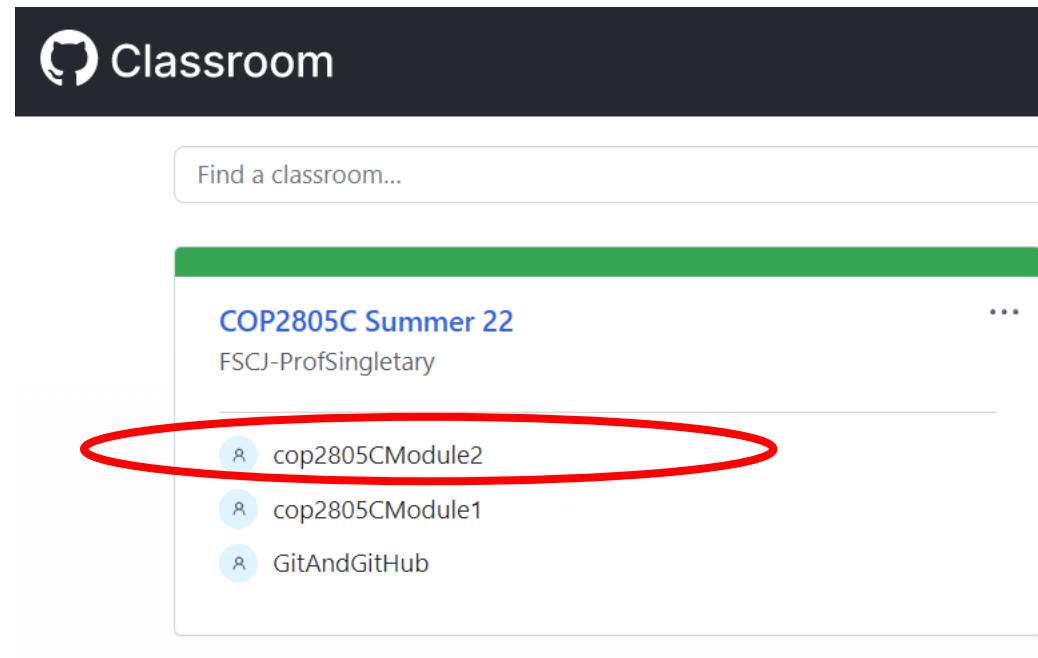 Classroom
Find a classroom...
COP2805C Summer 22
...
FSCJ-ProfSingletary
cop2805CModule2
cop2805CModule1
GitAndGitHub